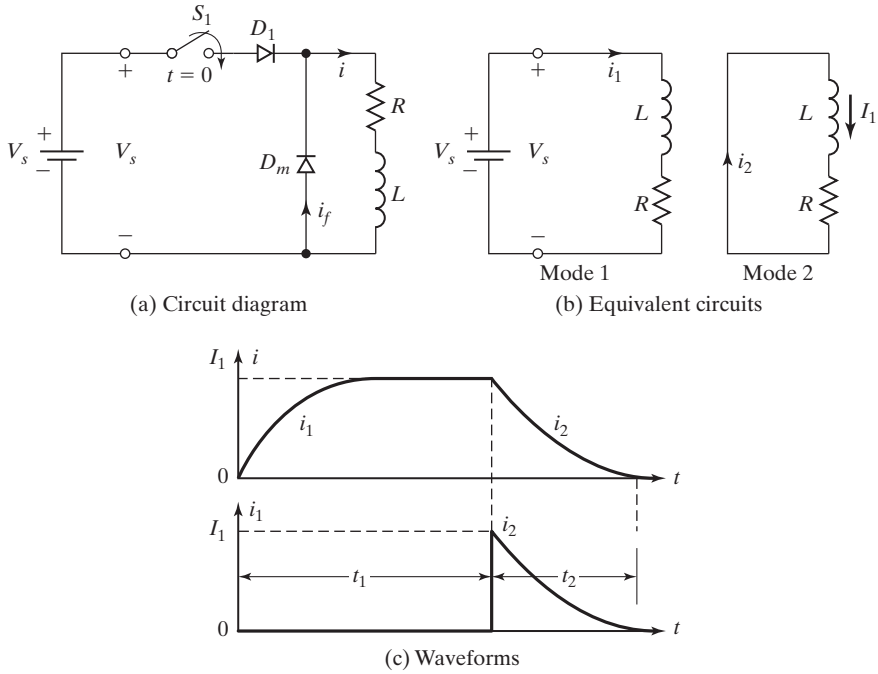 S₁
D₁
t = 0
+
i
R
Vₛ
+
−
Vₛ
Dₘ
i_f
L
−
(a) Circuit diagram
+
i₁
L
Vₛ
+
−
Vₛ
R
−
Mode 1
i₂
L
I₁
R
Mode 2
(b) Equivalent circuits
I₁
i
i₁
i₂
0
t
i₁
I₁
i₂
t₁
t₂
0
t
(c) Waveforms